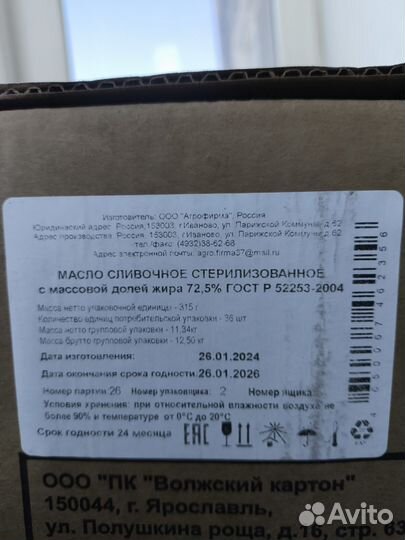 Изготовитель: ООО "Агрофирма", Россия
Юридический адрес: Россия,153003, г.Иваново, ул. Парижской Коммуны д.62
Адрес производства: Россия, 153003, г.Иваново, ул. Парижской Коммуны д.62
тел./факс: (4932)38-62-68
Адрес электронной почты: agro.firma37@mail.ru
МАСЛО СЛИВОЧНОЕ СТЕРИЛИЗОВАННОЕ
с массовой долей жира 72,5% ГОСТ Р 52253-2004
Масса нетто упаковочной единицы - 315 г
Количество единиц потребительской упаковки - 36 шт
Масса нетто групповой упаковки - 11,34кг
Масса брутто групповой упаковки - 12,50 кг
Дата изготовления: 26.01.2024
Дата окончания срока годности: 26.01.2026
Номер партии 26 Номер упаковщика: 2 Номер ящика:
Условия хранения: при относительной влажности воздуха не
более 90% и температуре от 0°С до 20°С
Срок годности 24 месяца
EAC
ООО "ПК "Волжский картон"
150044, г. Ярославль,
ул. Полушкина роща, д.16, стр. 63
Avito